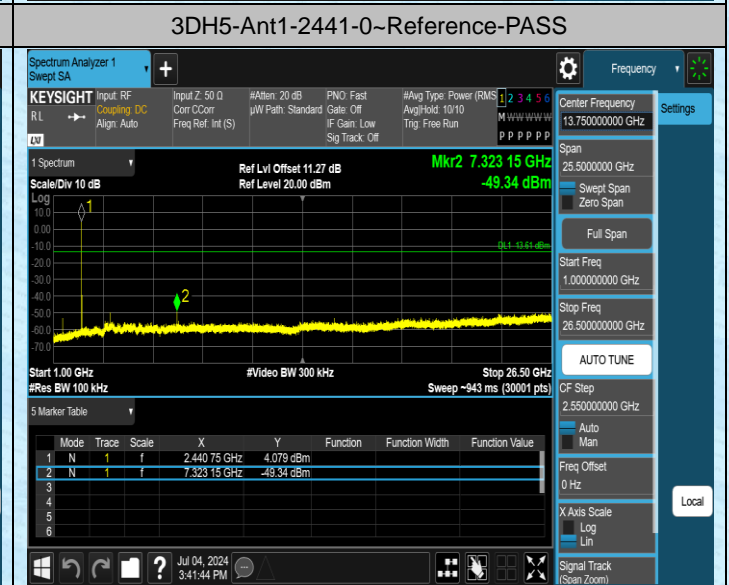 3DH5-Ant1-2441-0~Reference-PASS
Spectrum Analyzer 1
Swept SA
+
Frequency
KEYSIGHT Input: RF Input Z: 50 Ω #Atten: 20 dB PNO: Fast #Avg Type: Power (RMS 1 2 3 4 5 6
RL Coupling: DC Corr CCorr µW Path: Standard Gate: Off Avg|Hold: 10/10 M W W W W W
Align: Auto Freq Ref: Int (S) IF Gain: Low Trig: Free Run
Sig Track: Off P P P P P P
LXI
1 Spectrum
Ref Lvl Offset 11.27 dB
Mkr2 7.323 15 GHz
Scale/Div 10 dB
Ref Level 20.00 dBm
-49.34 dBm
Log
10.0
1
0.00
-10.0
DL1 -13.61 dBm
-20.0
-30.0
-40.0
2
-50.0
-60.0
-70.0
Start 1.00 GHz #Video BW 300 kHz Stop 26.50 GHz
#Res BW 100 kHz Sweep ~943 ms (30001 pts)
5 Marker Table
Mode Trace Scale X Y Function Function Width Function Value
1 N 1 f 2.440 75 GHz 4.079 dBm
2 N 1 f 7.323 15 GHz -49.34 dBm
3
4
5
6
Jul 04, 2024
3:41:44 PM
?
Center Frequency
13.750000000 GHz
Settings
Span
25.5000000 GHz
Swept Span
Zero Span
Full Span
Start Freq
1.000000000 GHz
Stop Freq
26.500000000 GHz
AUTO TUNE
CF Step
2.550000000 GHz
Auto
Man
Freq Offset
0 Hz
Local
X Axis Scale
Log
Lin
Signal Track
(Span Zoom)